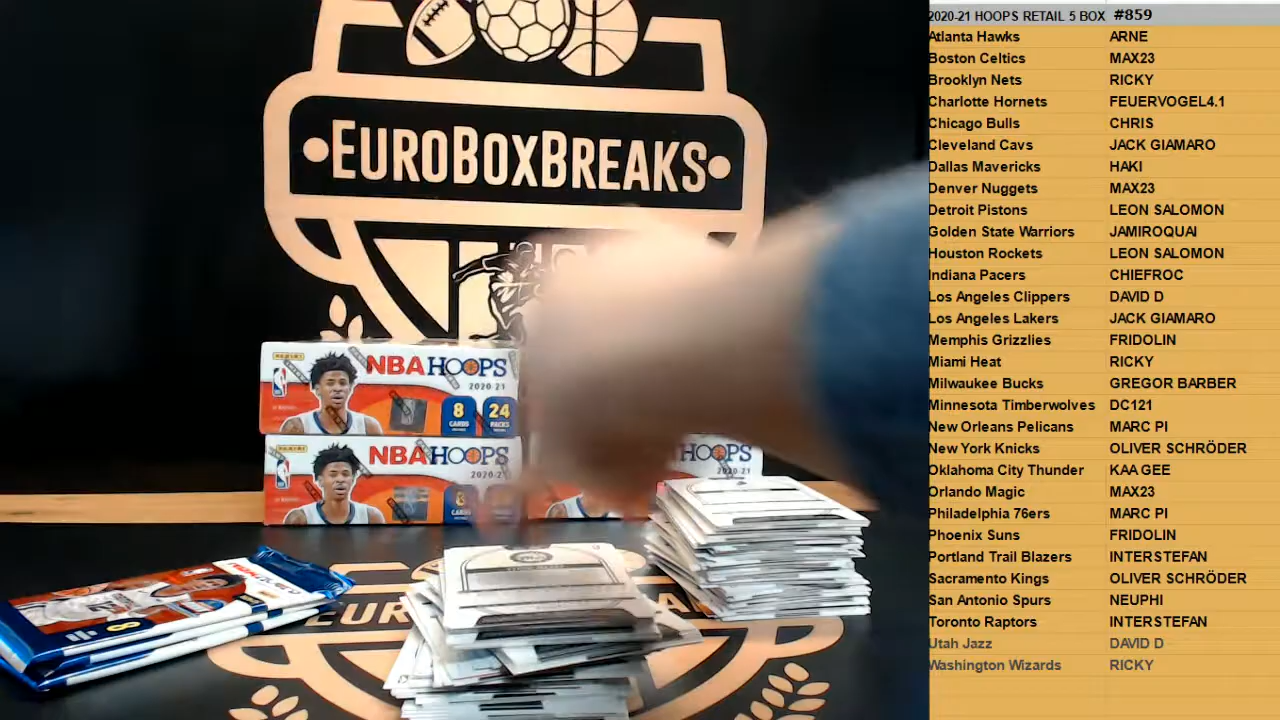 EUROBOXBREAKS
NBA HOOPS
2020-21
8
CARDS
24
PACKS
NBA HOOPS
2020-21
8
CARDS
HOOPS
2020-21
EUR
8
2020-21 HOOPS RETAIL 5 BOX #859
Atlanta Hawks ARNE
Boston Celtics MAX23
Brooklyn Nets RICKY
Charlotte Hornets FEUERVOGEL4.1
Chicago Bulls CHRIS
Cleveland Cavs JACK GIAMARO
Dallas Mavericks HAKI
Denver Nuggets MAX23
Detroit Pistons LEON SALOMON
Golden State Warriors JAMIROQUAI
Houston Rockets LEON SALOMON
Indiana Pacers CHIEFROC
Los Angeles Clippers DAVID D
Los Angeles Lakers JACK GIAMARO
Memphis Grizzlies FRIDOLIN
Miami Heat RICKY
Milwaukee Bucks GREGOR BARBER
Minnesota Timberwolves DC121
New Orleans Pelicans MARC PI
New York Knicks OLIVER SCHRÖDER
Oklahoma City Thunder KAA GEE
Orlando Magic MAX23
Philadelphia 76ers MARC PI
Phoenix Suns FRIDOLIN
Portland Trail Blazers INTERSTEFAN
Sacramento Kings OLIVER SCHRÖDER
San Antonio Spurs NEUPHI
Toronto Raptors INTERSTEFAN
Utah Jazz DAVID D
Washington Wizards RICKY